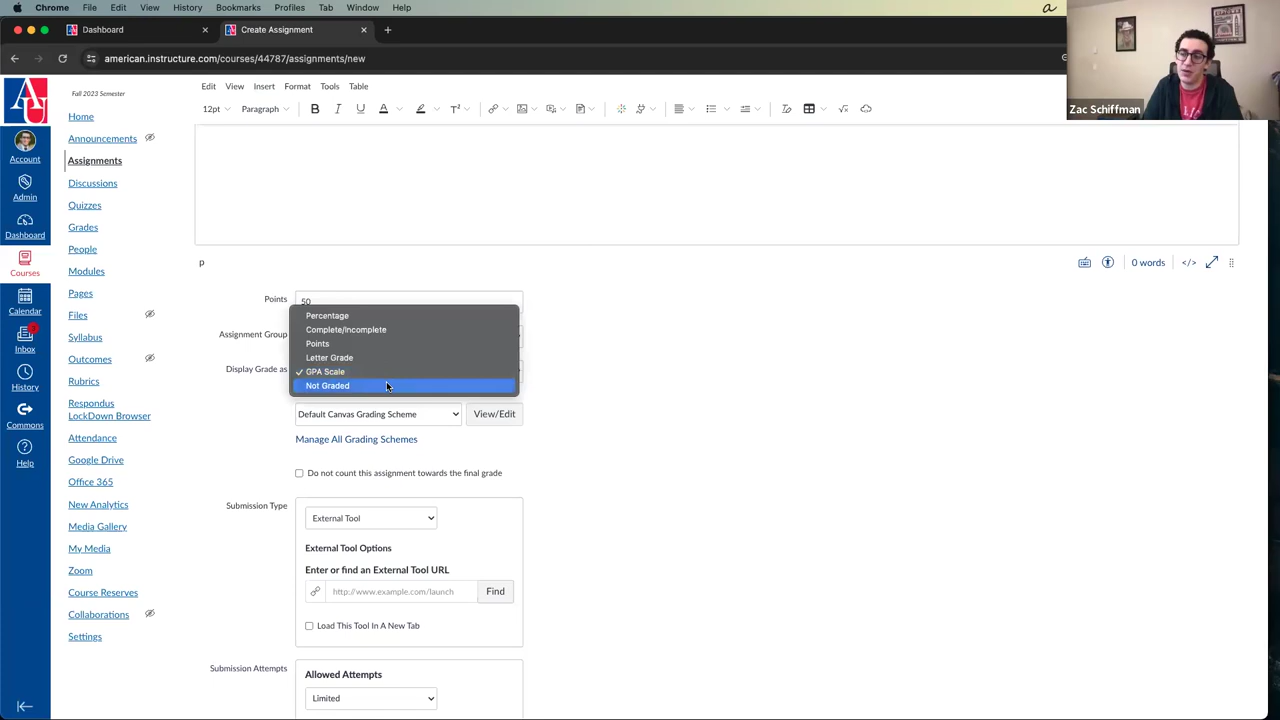 Chrome File Edit View History Bookmarks Profiles Tab Window Help
Dashboard
Create Assignment
american.instructure.com/courses/44787/assignments/new
Zac Schiffman
Account
Admin
Dashboard
Courses
Calendar
Inbox
History
Commons
Help
Fall 2023 Semester
Home
Announcements
Assignments
Discussions
Quizzes
Grades
People
Modules
Pages
Files
Syllabus
Outcomes
Rubrics
Respondus
LockDown Browser
Attendance
Google Drive
Office 365
New Analytics
Media Gallery
My Media
Zoom
Course Reserves
Collaborations
Settings
Edit View Insert Format Tools Table
12pt Paragraph B I U A T²
p
0 words </>
Points 50
Assignment Group
Display Grade as
Percentage
Complete/Incomplete
Points
Letter Grade
✓ GPA Scale
Not Graded
Default Canvas Grading Scheme View/Edit
Manage All Grading Schemes
Do not count this assignment towards the final grade
Submission Type
External Tool
External Tool Options
Enter or find an External Tool URL
http://www.example.com/launch Find
Load This Tool In A New Tab
Submission Attempts
Allowed Attempts
Limited